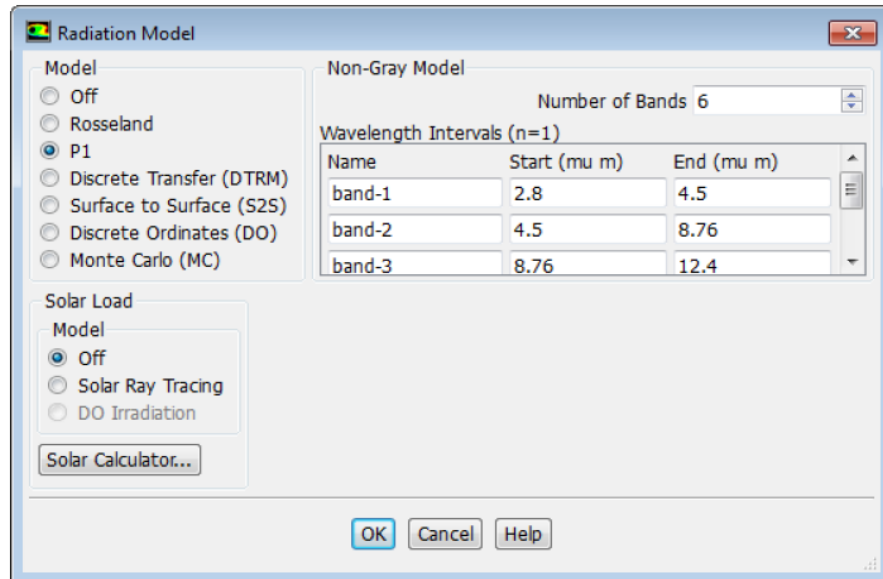 Radiation Model
Model
Off
Rosseland
P1
Discrete Transfer (DTRM)
Surface to Surface (S2S)
Discrete Ordinates (DO)
Monte Carlo (MC)
Non-Gray Model
Number of Bands 6
Wavelength Intervals (n=1)
Name Start (mu m) End (mu m)
band-1 2.8 4.5
band-2 4.5 8.76
band-3 8.76 12.4
Solar Load
Model
Off
Solar Ray Tracing
DO Irradiation
Solar Calculator...
OK Cancel Help